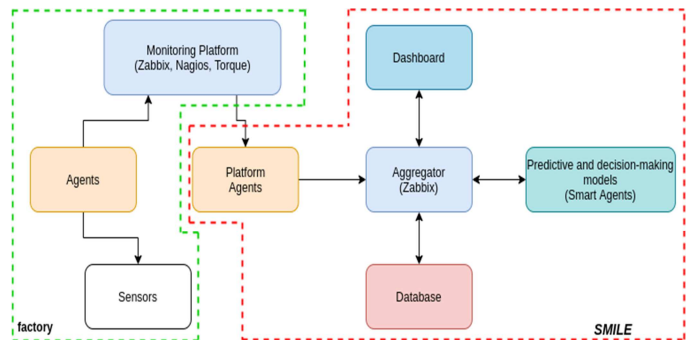 Monitoring Platform
(Zabbix, Nagios, Torque)
Dashboard
Agents
Platform
Agents
Aggregator
(Zabbix)
Predictive and decision-making
models
(Smart Agents)
Sensors
Database
factory
SMILE